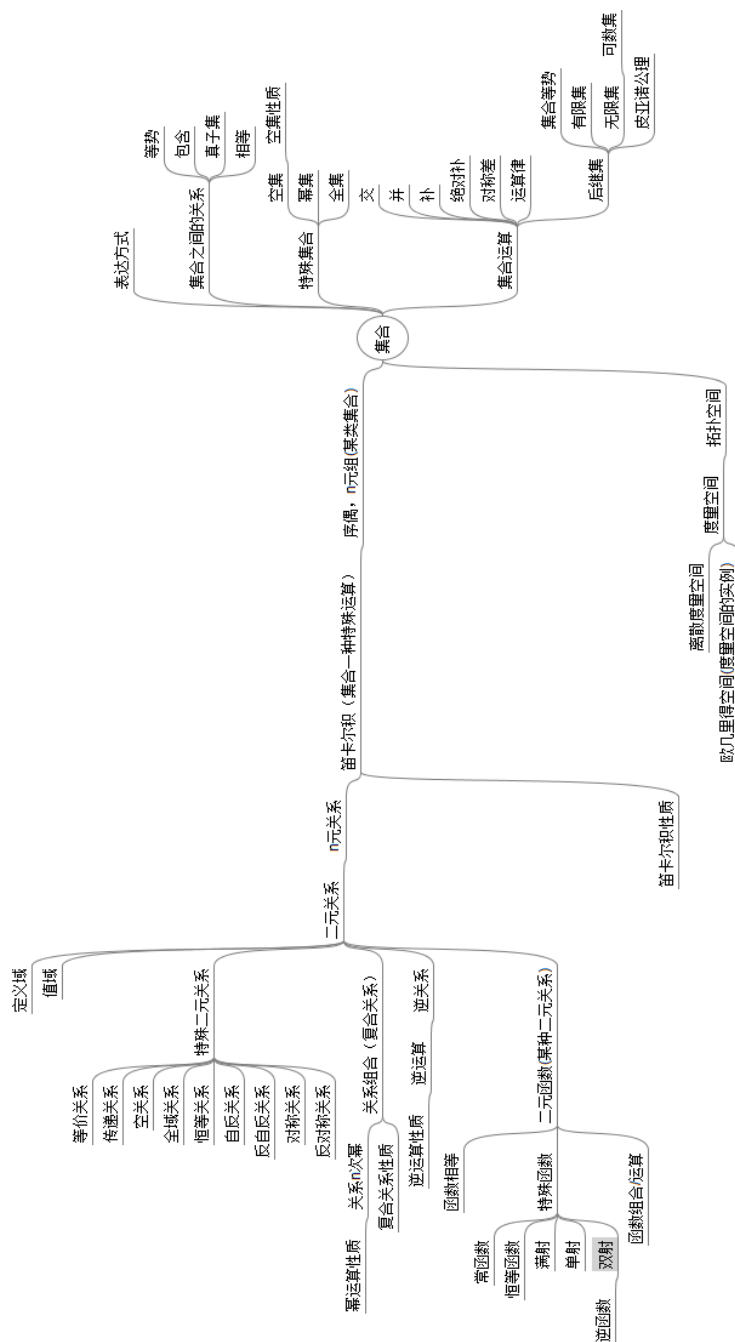 集合
表达方式
集合之间的关系
等势
包含
真子集
相等
特殊集合
空集
空集性质
幂集
全集
集合运算
交
并
补
绝对补
对称差
运算律
后继集
集合等势
有限集
无限集
可数集
皮亚诺公理
序偶，n元组(某类集合)
笛卡尔积（集合一种特殊运算）
n元关系
二元关系
定义域
值域
特殊二元关系
等价关系
传递关系
空关系
全域关系
恒等关系
自反关系
反自反关系
对称关系
反对称关系
关系组合（复合关系）
关系n次幂
幂运算性质
复合关系性质
逆关系
逆运算
逆运算性质
二元函数(某种二元关系)
函数相等
特殊函数
常函数
恒等函数
满射
单射
双射
逆函数
函数组合/运算
笛卡尔积性质
拓扑空间
度量空间
离散度量空间
欧几里得空间(度量空间的实例)